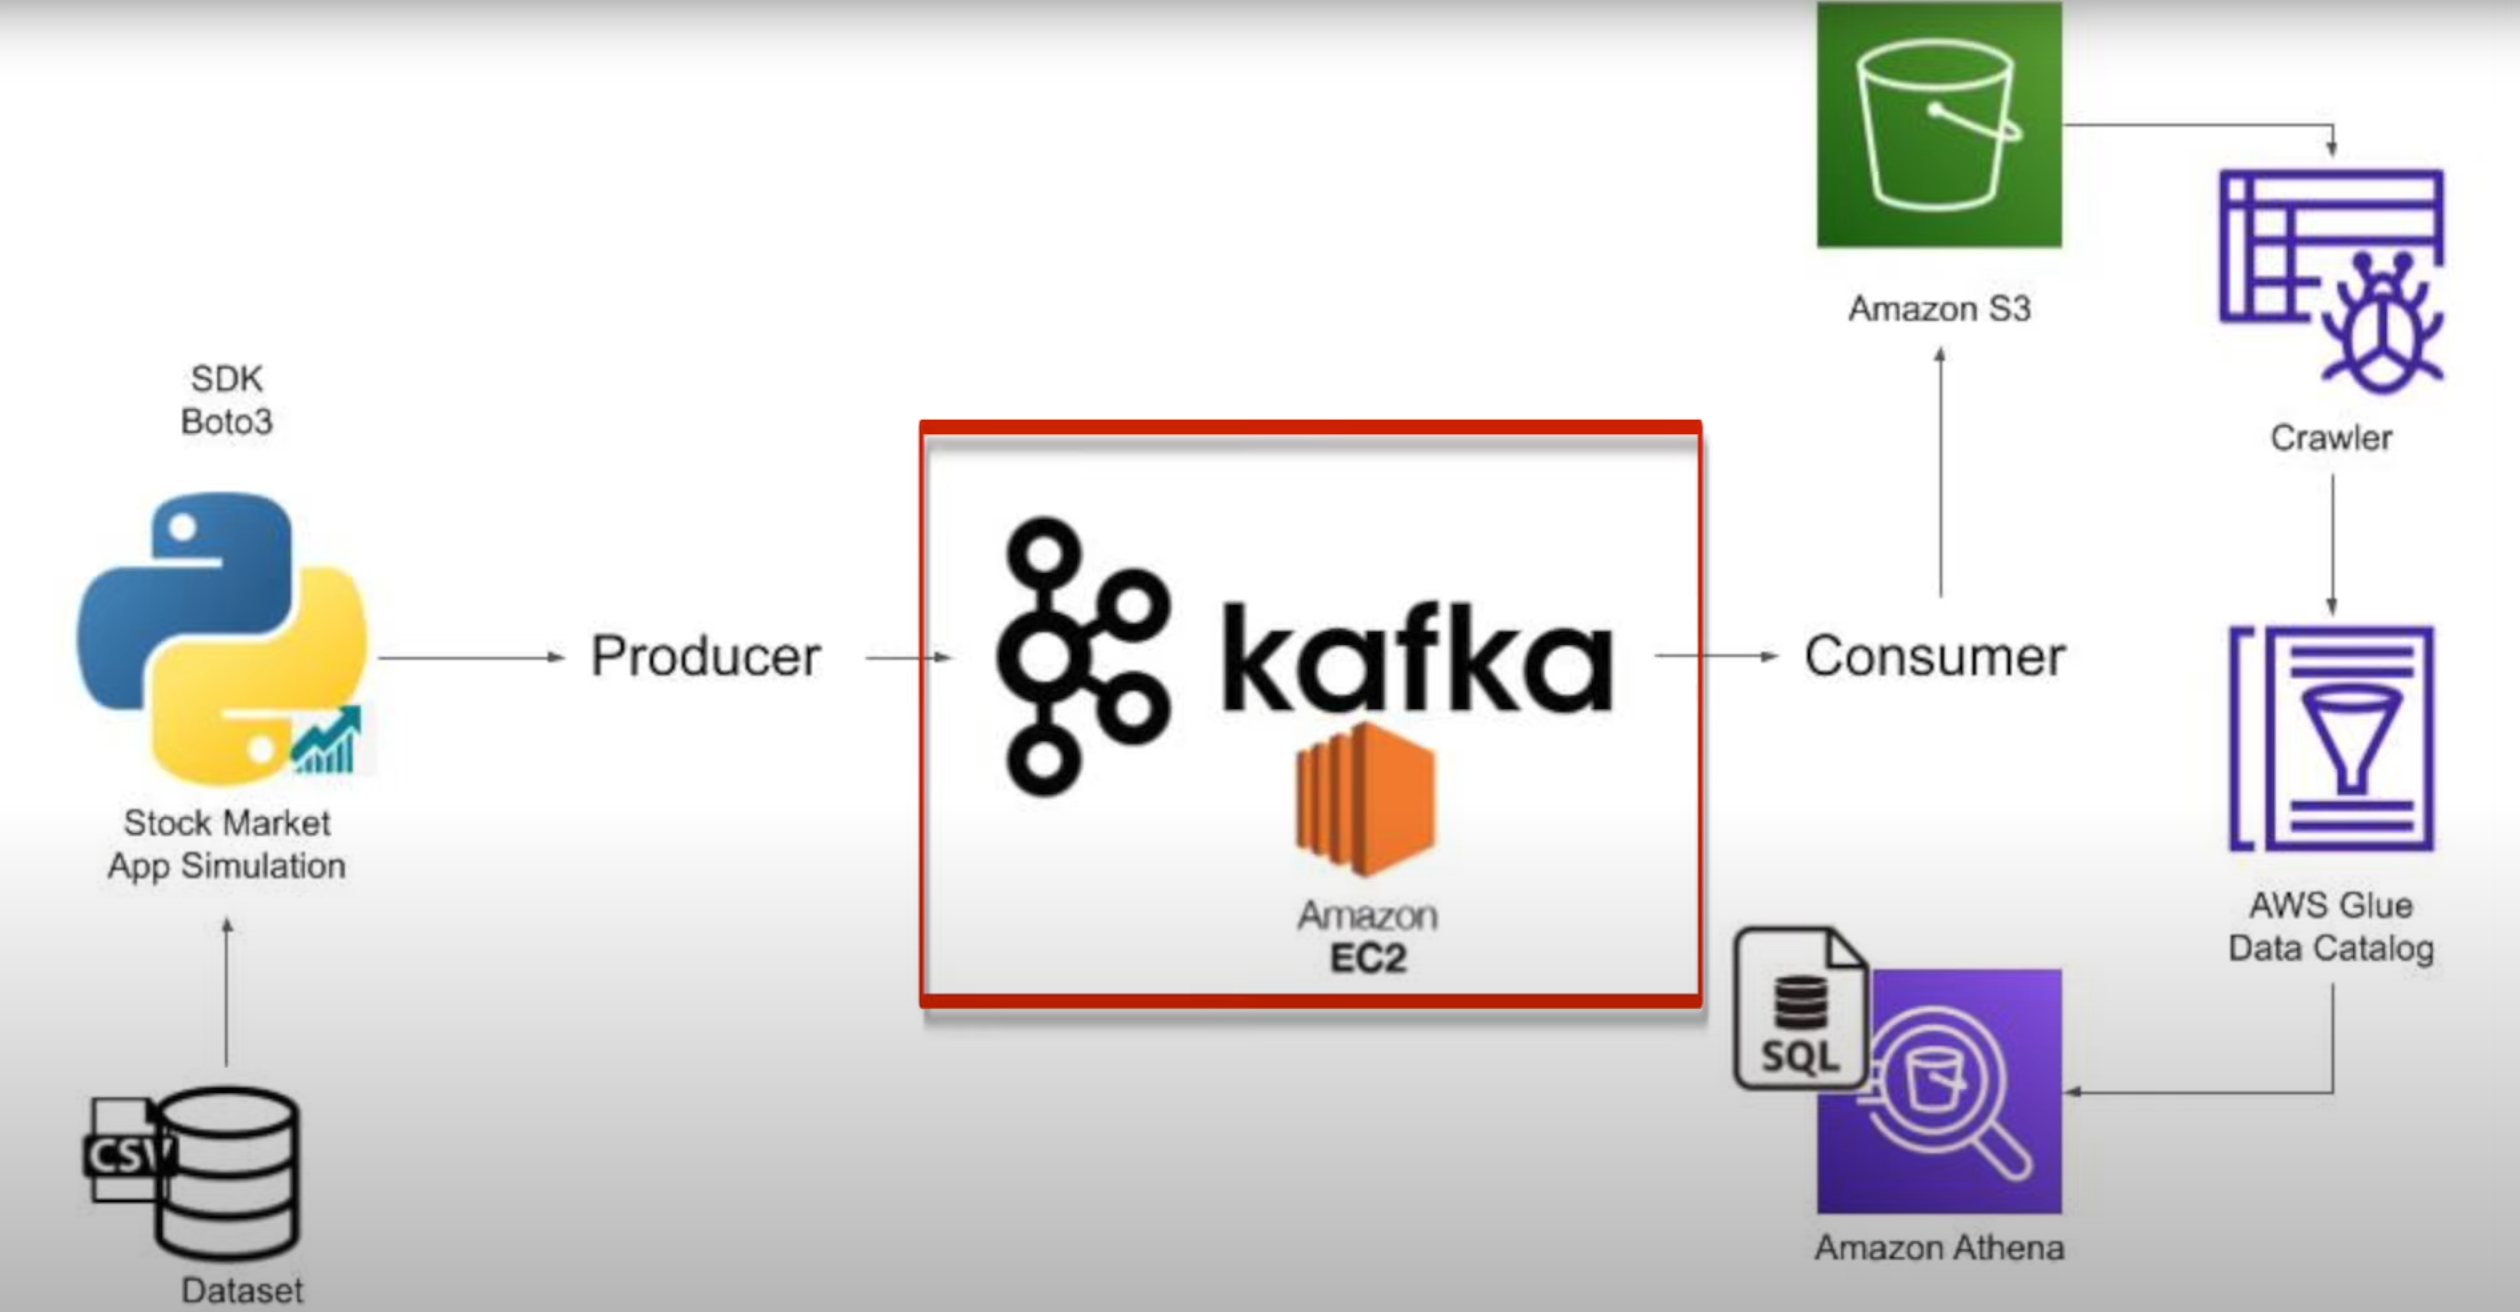 SDK
Boto3
Stock Market
App Simulation
CSV
Dataset
Producer
kafka
Amazon
EC2
Consumer
Amazon S3
Crawler
AWS Glue
Data Catalog
SQL
Amazon Athena